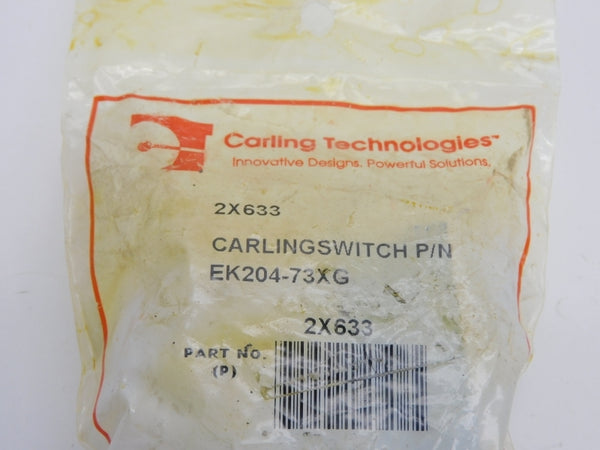 Carling Technologies™
Innovative Designs. Powerful Solutions.
2X633
CARLINGSWITCH P/N
EK204-73XG
2X633
PART NO.
(P)